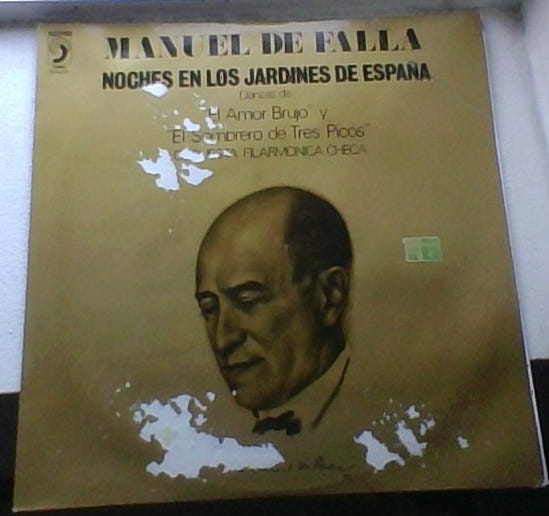 MANUEL DE FALLA
NOCHES EN LOS JARDINES DE ESPAÑA
Danzas de
"El Amor Brujo" y
"El Sombrero de Tres Picos"
FILARMONICA CHECA